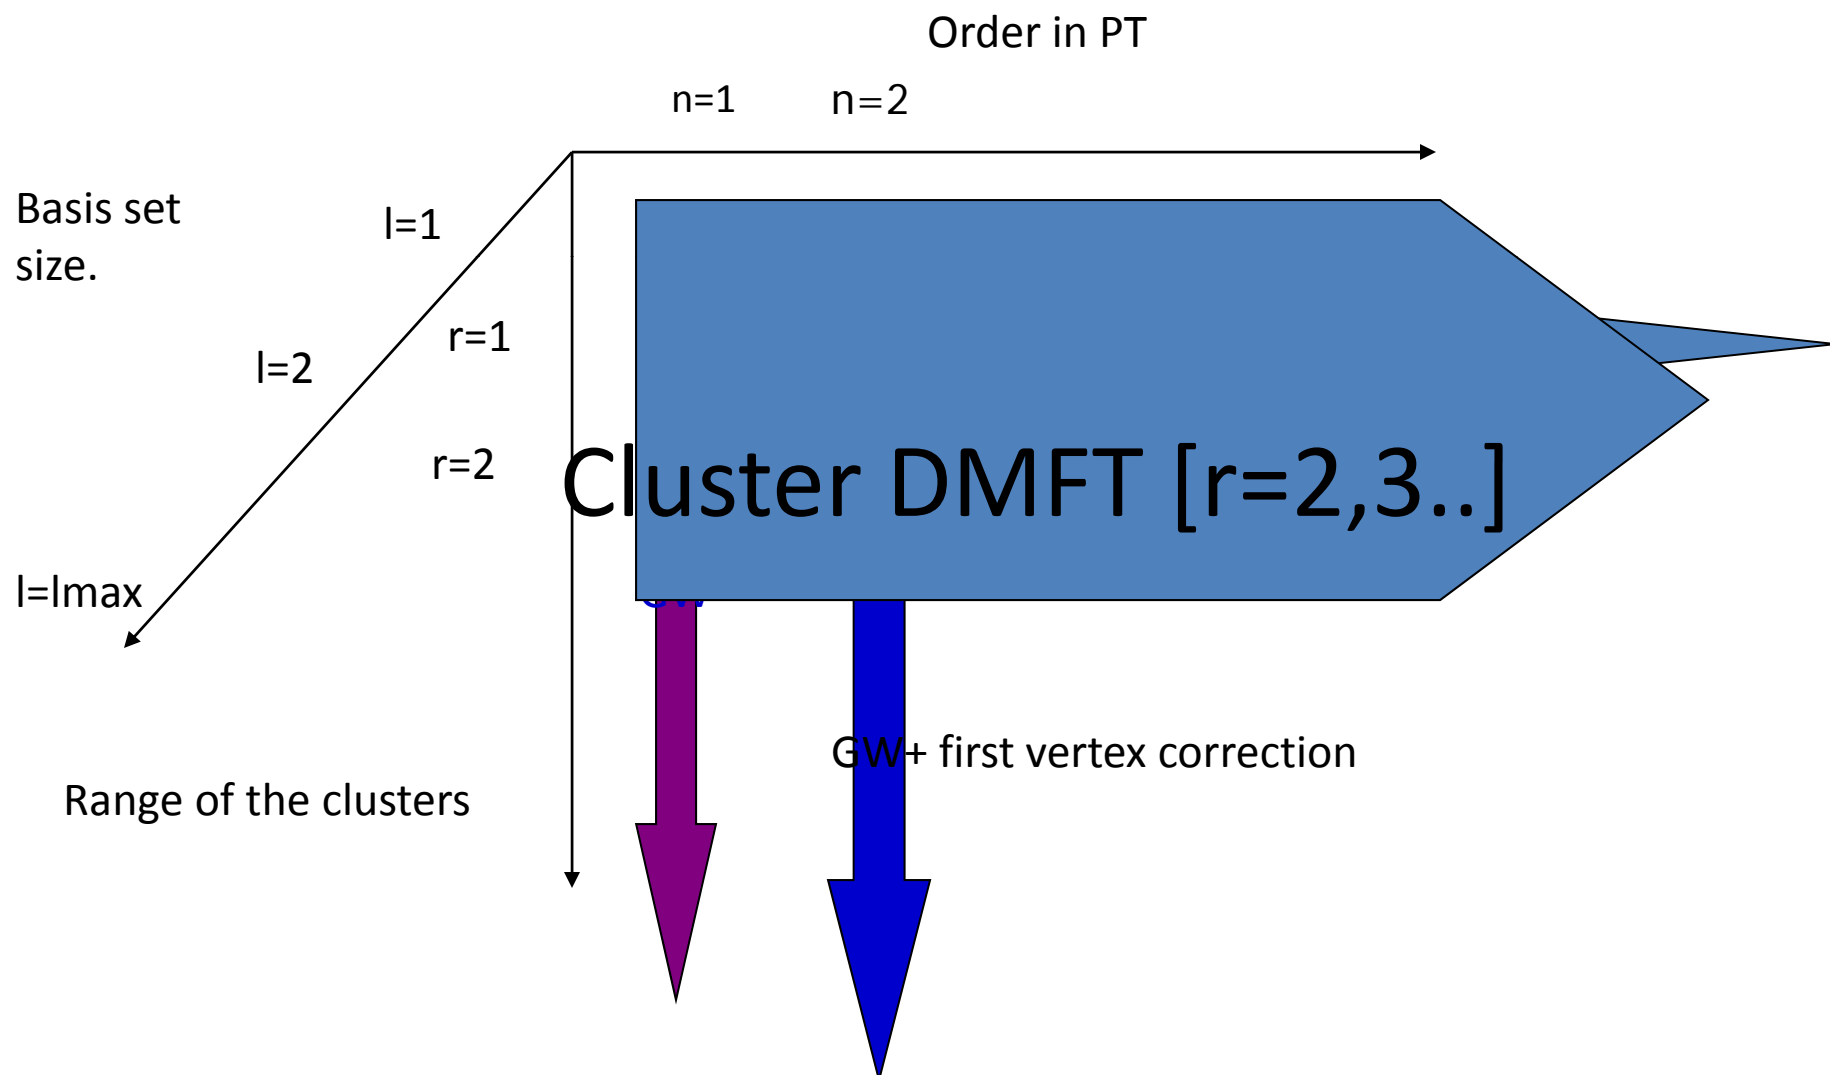 Order in PT
n=1
n=2
Basis set
size.
l=1
r=1
l=2
r=2
Cluster DMFT [r=2,3..]
l=lmax
GW+ first vertex correction
Range of the clusters